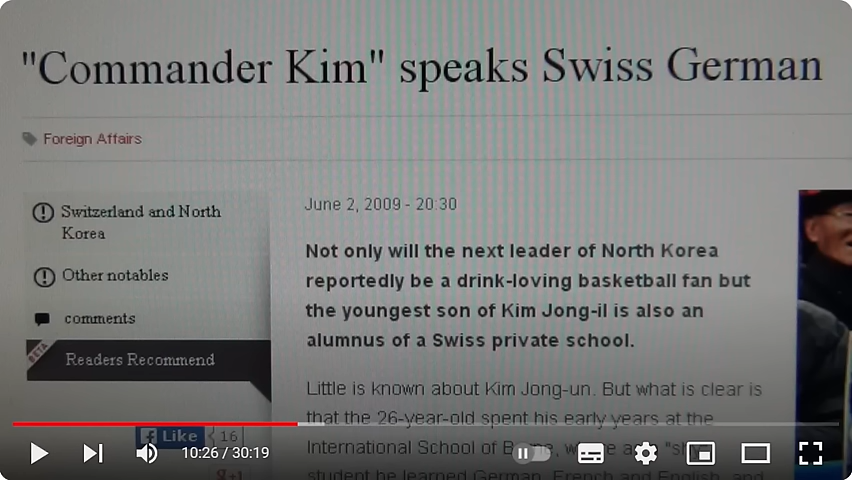 "Commander Kim" speaks Swiss German
Foreign Affairs
Switzerland and North
Korea
Other notables
comments
BETA
Readers Recommend
Like 16
June 2, 2009 - 20:30
Not only will the next leader of North Korea
reportedly be a drink-loving basketball fan but
the youngest son of Kim Jong-il is also an
alumnus of a Swiss private school.
Little is known about Kim Jong-un. But what is clear is
that the 26-year-old spent his early years at the
International School of
student he learned German, French and English, and
10:26 / 30:19